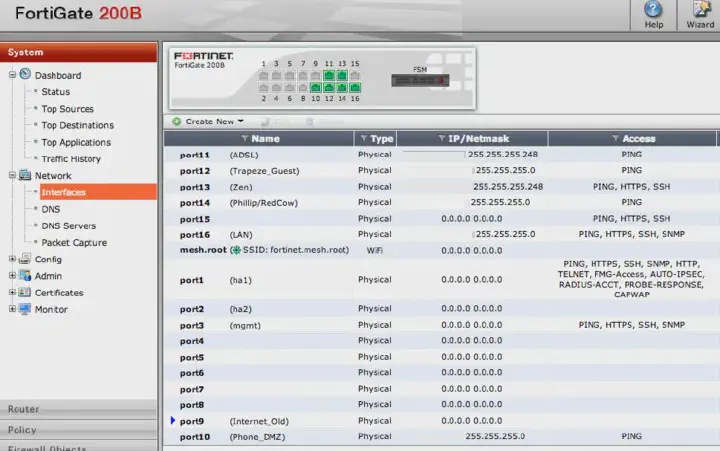 FortiGate 200B
Help
Wizard
System
Dashboard
Status
Top Sources
Top Destinations
Top Applications
Traffic History
Network
Interfaces
DNS
DNS Servers
Packet Capture
Config
Admin
Certificates
Monitor
Router
Policy
Firewall Objects
FORTINET
FortiGate 200B
1 3 5 7 9 11 13 15
2 4 6 8 10 12 14 16
FSM
Create New
Name Type IP/Netmask Access
port11 (ADSL) Physical 255.255.255.248 PING
port12 (Trapeze_Guest) Physical 255.255.255.0 PING
port13 (Zen) Physical 255.255.255.248 PING, HTTPS, SSH
port14 (Phillip/RedCow) Physical 255.255.255.0 PING
port15 Physical 0.0.0.0 0.0.0.0 PING, HTTPS, SSH
port16 (LAN) Physical 255.255.255.0 PING, HTTPS, SSH, SNMP
mesh.root (SSID: fortinet.mesh.root) WiFi 0.0.0.0 0.0.0.0
port1 (ha1) Physical 0.0.0.0 0.0.0.0 PING, HTTPS, SSH, SNMP, HTTP,
TELNET, FMG-Access, AUTO-IPSEC,
RADIUS-ACCT, PROBE-RESPONSE,
CAPWAP
port2 (ha2) Physical 0.0.0.0 0.0.0.0
port3 (mgmt) Physical 0.0.0.0 0.0.0.0 PING, HTTPS, SSH, SNMP
port4 Physical 0.0.0.0 0.0.0.0
port5 Physical 0.0.0.0 0.0.0.0
port6 Physical 0.0.0.0 0.0.0.0
port7 Physical 0.0.0.0 0.0.0.0
port8 Physical 0.0.0.0 0.0.0.0
port9 (Internet_Old) Physical 0.0.0.0 0.0.0.0
port10 (Phone_DMZ) Physical 255.255.255.0 PING